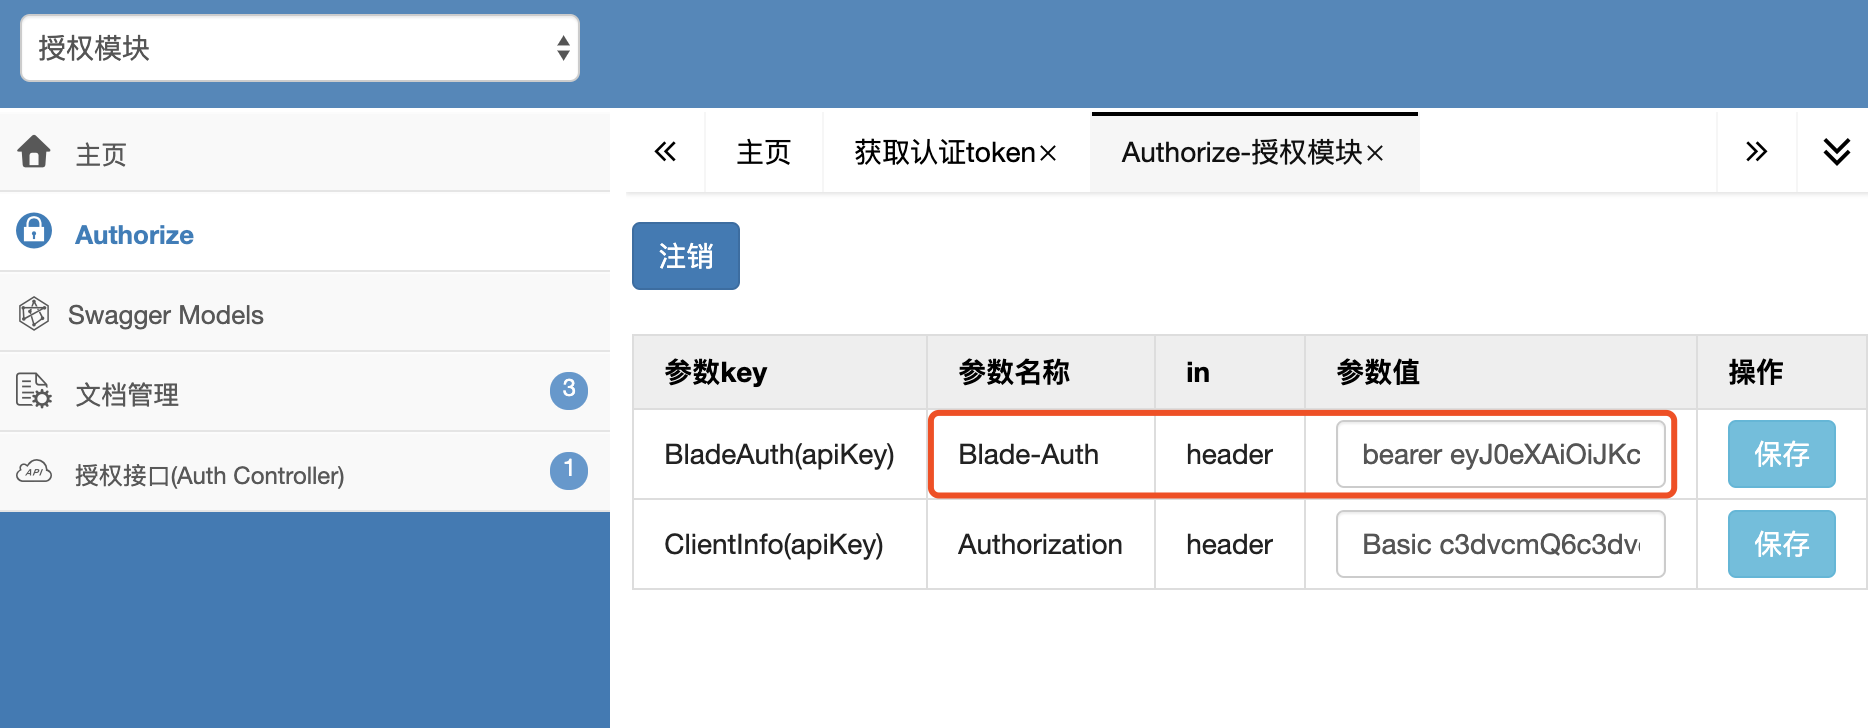 授权模块
主页
Authorize
Swagger Models
文档管理 3
API 授权接口(Auth Controller) 1
主页 获取认证token× Authorize-授权模块×
注销
参数key 参数名称 in 参数值 操作
BladeAuth(apiKey) Blade-Auth header bearer eyJ0eXAiOiJKc 保存
ClientInfo(apiKey) Authorization header Basic c3dvcmQ6c3dv 保存